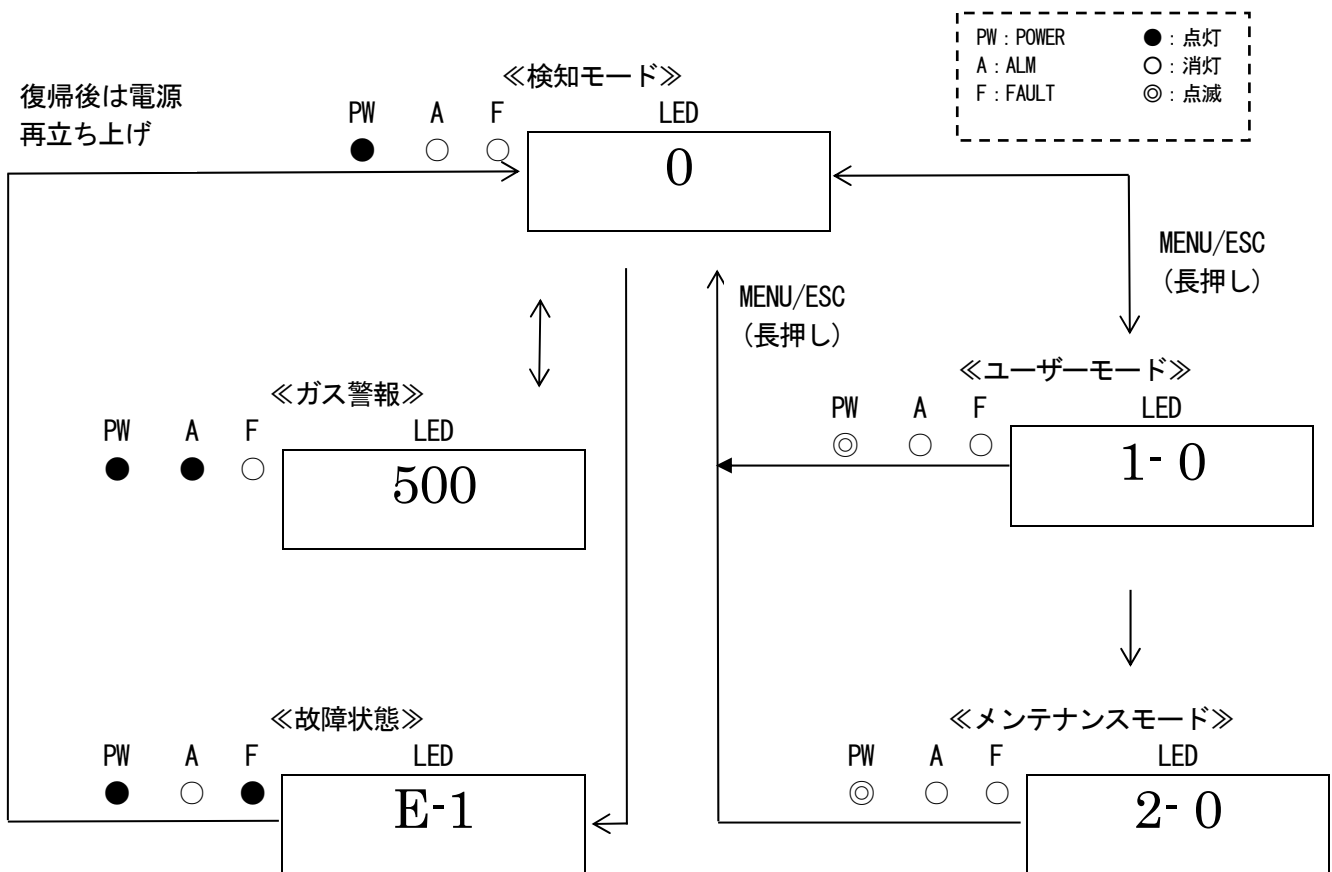 PW：POWER ●：点灯
A：ALM ○：消灯
F：FAULT ◎：点滅
≪検知モード≫
復帰後は電源
再立ち上げ
PW A F LED
● ○ ○
0
MENU/ESC
（長押し）
MENU/ESC
（長押し）
≪ユーザーモード≫
PW A F LED
◎ ○ ○
1- 0
≪ガス警報≫
PW A F LED
● ● ○
500
≪故障状態≫
PW A F LED
● ○ ●
E-1
≪メンテナンスモード≫
PW A F LED
◎ ○ ○
2- 0